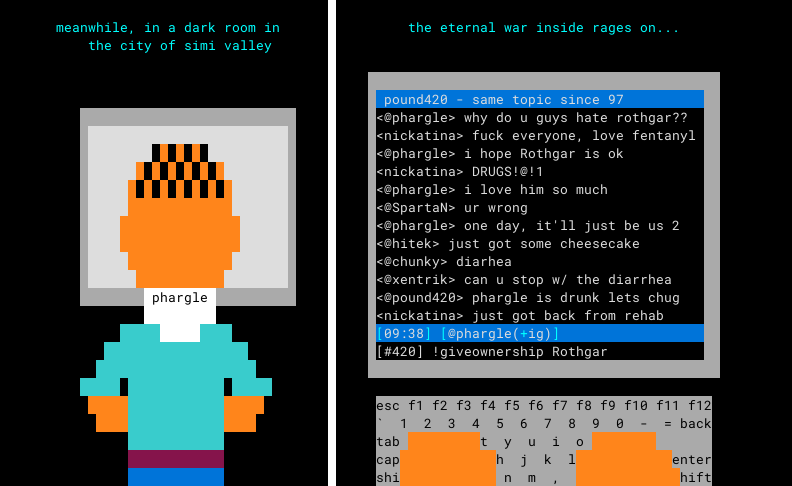 meanwhile, in a dark room in
the city of simi valley
phargle
the eternal war inside rages on...
pound420 - same topic since 97
<@phargle> why do u guys hate rothgar??
<nickatina> fuck everyone, love fentanyl
<@phargle> i hope Rothgar is ok
<nickatina> DRUGS!@!1
<@phargle> i love him so much
<@SpartaN> ur wrong
<@phargle> one day, it'll just be us 2
<@hitek> just got some cheesecake
<@chunky> diarhea
<@xentrik> can u stop w/ the diarrhea
<@pound420> phargle is drunk lets chug
<nickatina> just got back from rehab
[09:38] [@phargle(+ig)]
[#420] !giveownership Rothgar
esc f1 f2 f3 f4 f5 f6 f7 f8 f9 f10 f11 f12
` 1 2 3 4 5 6 7 8 9 0 - = back
tab t y u i o
cap h j k l enter
shi n m , hift